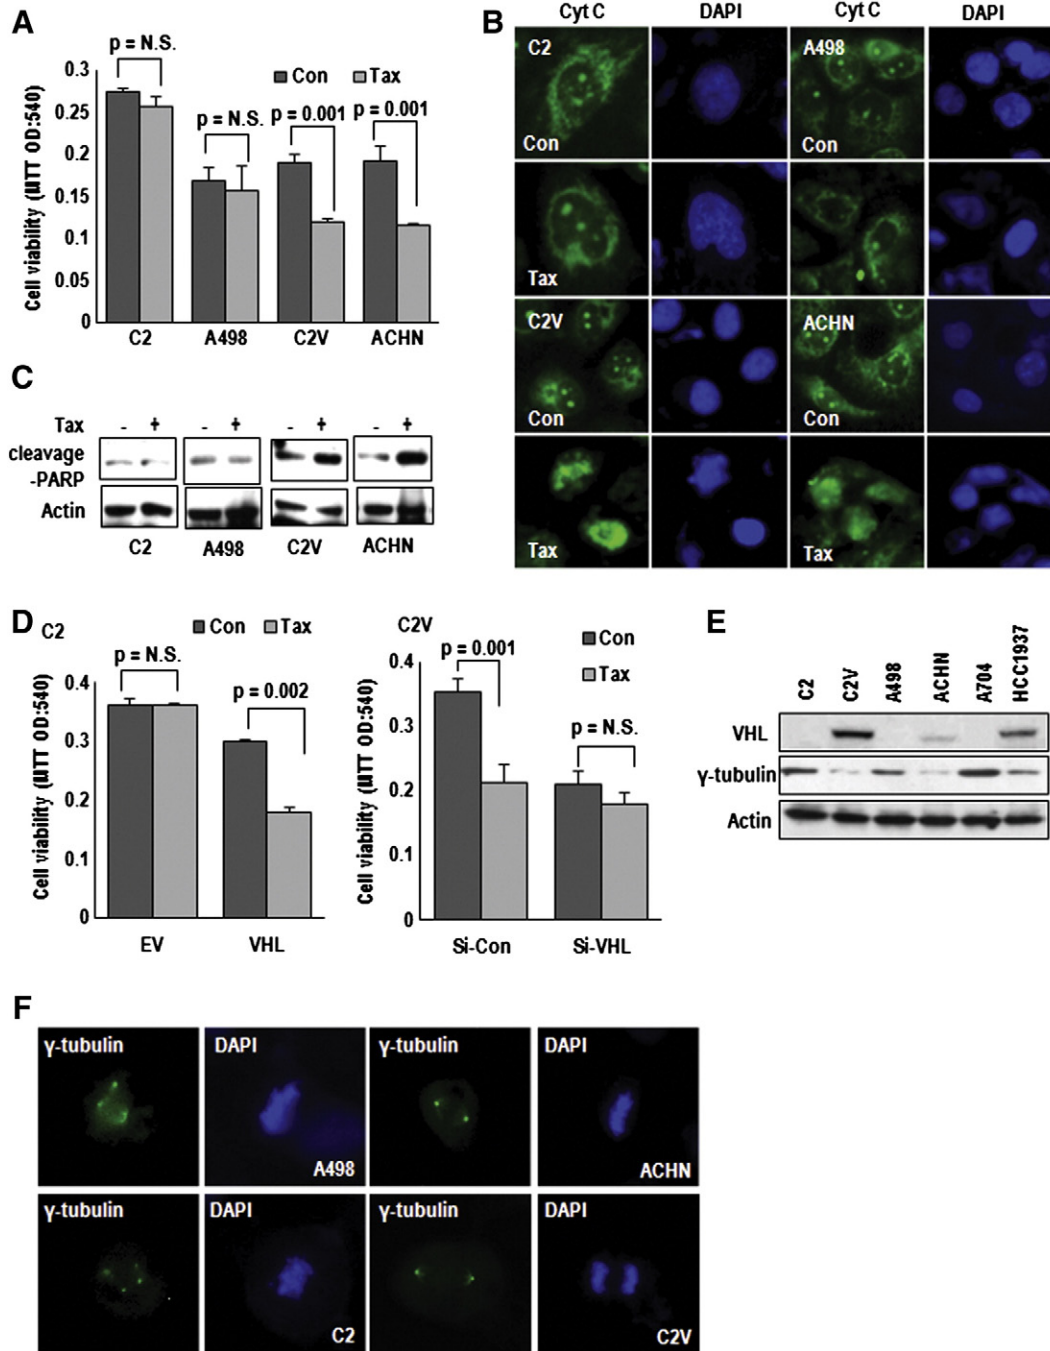 A
p = N.S.
Con Tax
p = N.S.
p = 0.001
p = 0.001
Cell viability (MTT OD:540)
0.3
0.25
0.2
0.15
0.1
0.05
0
C2 A498 C2V ACHN
B
Cyt C DAPI Cyt C DAPI
C2 A498
Con Con
Tax Tax
C2V ACHN
Con Con
Tax Tax
C
Tax - + - + - + - +
cleavage
-PARP
Actin
C2 A498 C2V ACHN
D
C2
Con Tax
p = N.S.
p = 0.002
Cell viability (MTT OD:540)
0.4
0.3
0.2
0.1
0
EV VHL
C2V
Con
Tax
p = 0.001
p = N.S.
Cell viability (MTT OD:540)
0.4
0.3
0.2
0.1
0
Si-Con Si-VHL
E
C2 C2V A498 ACHN A704 HCC1937
VHL
γ-tubulin
Actin
F
γ-tubulin DAPI γ-tubulin DAPI
A498 ACHN
γ-tubulin DAPI γ-tubulin DAPI
C2 C2V